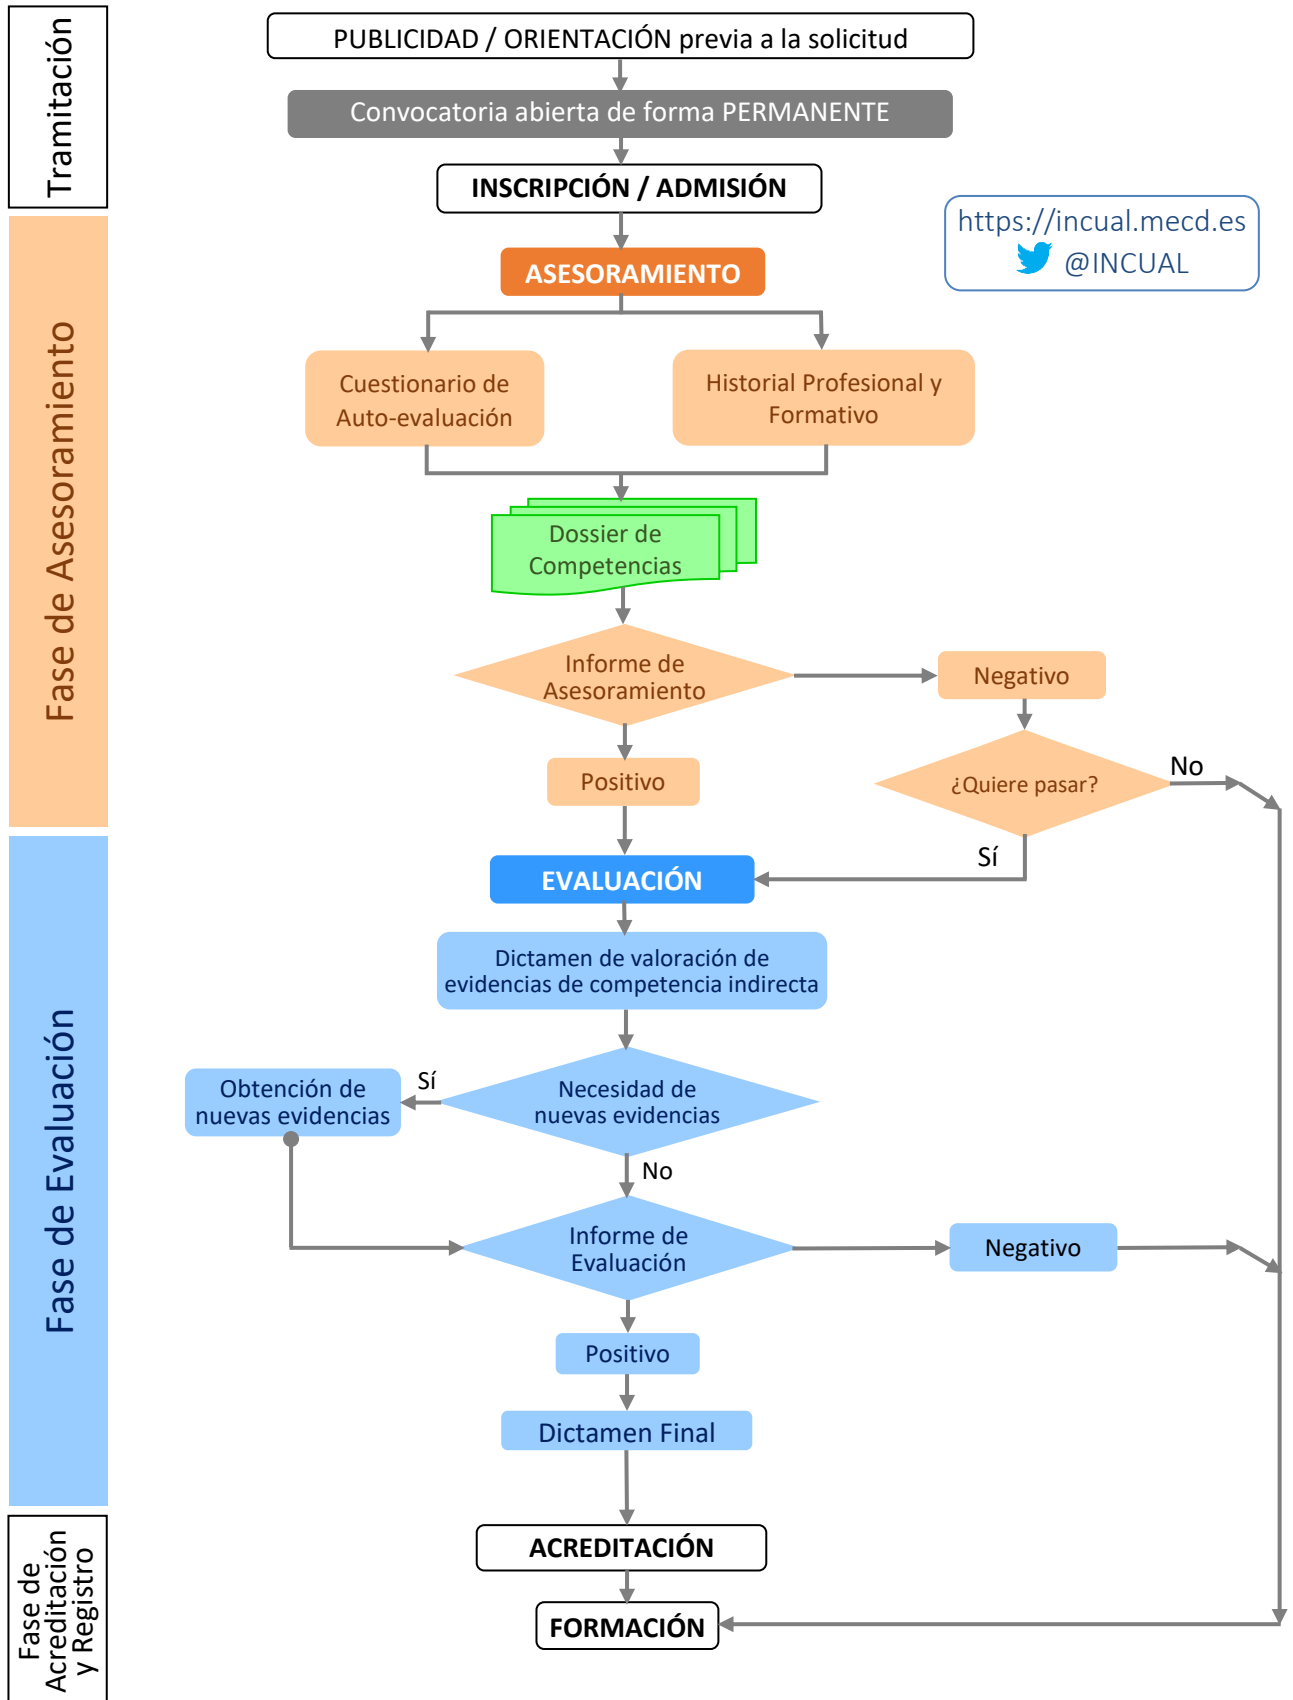 Tramitación
PUBLICIDAD / ORIENTACIÓN previa a la solicitud
Convocatoria abierta de forma PERMANENTE
INSCRIPCIÓN / ADMISIÓN
https://incual.mecd.es
@INCUAL
Fase de Asesoramiento
ASESORAMIENTO
Cuestionario de
Auto-evaluación
Historial Profesional y
Formativo
Dossier de
Competencias
Informe de
Asesoramiento
Negativo
Positivo
¿Quiere pasar?
No
Sí
Fase de Evaluación
EVALUACIÓN
Dictamen de valoración de
evidencias de competencia indirecta
Necesidad de
nuevas evidencias
Sí
Obtención de
nuevas evidencias
No
Informe de
Evaluación
Negativo
Positivo
Dictamen Final
Fase de
Acreditación
y Registro
ACREDITACIÓN
FORMACIÓN